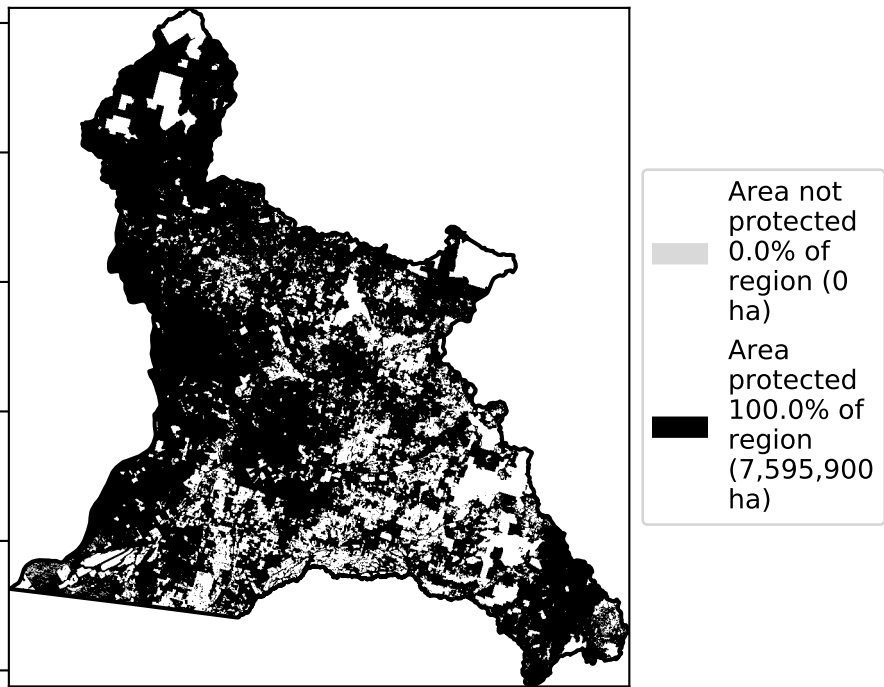 Area not
protected
0.0% of
region (0
ha)
Area
protected
100.0% of
region
(7,595,900
ha)